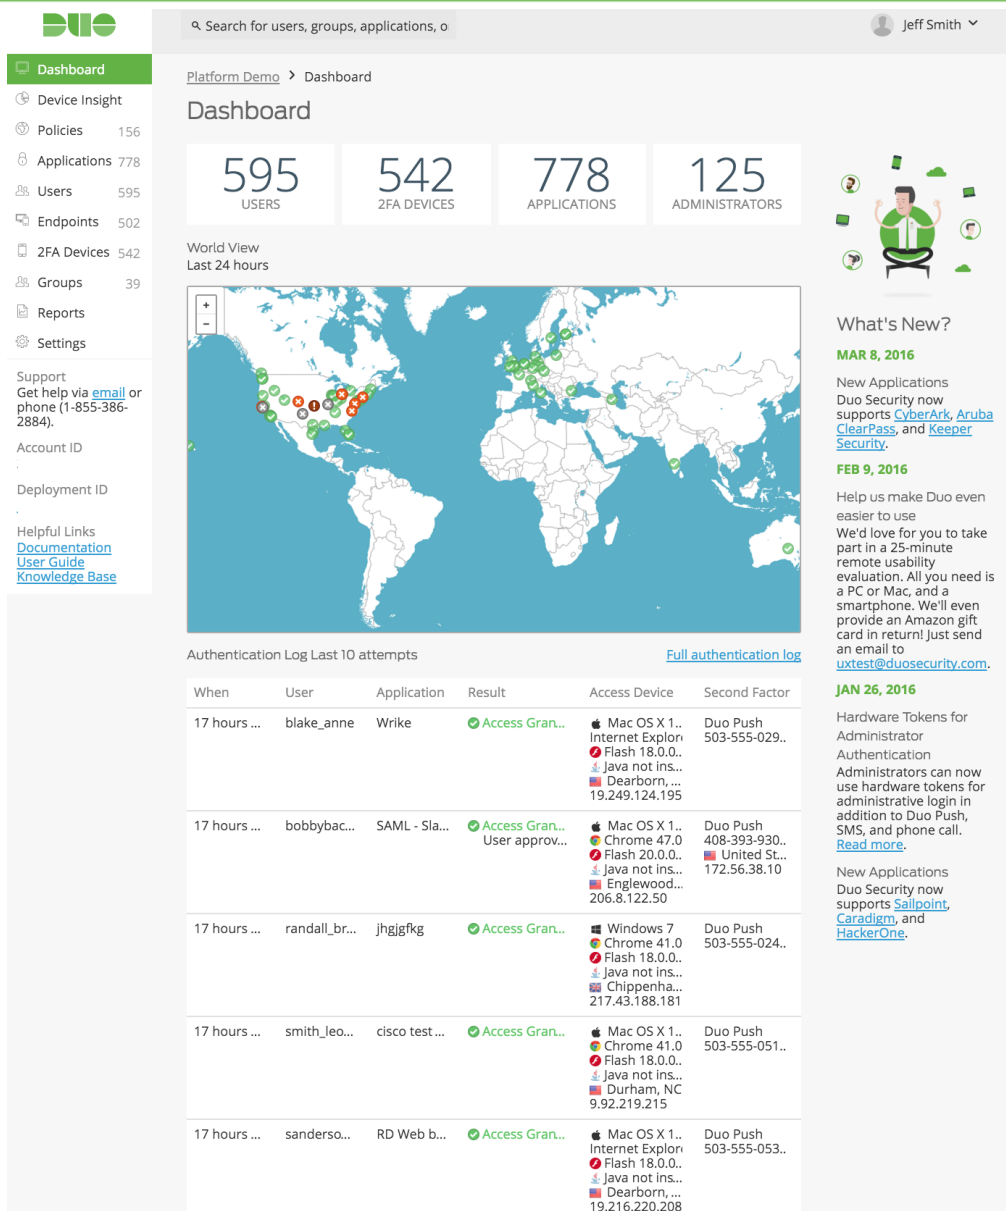 DUO
Search for users, groups, applications, o
Jeff Smith
Dashboard
Device Insight
Policies 156
Applications 778
Users 595
Endpoints 502
2FA Devices 542
Groups 39
Reports
Settings
Support
Get help via email or
phone (1-855-386-
2884).
Account ID
Deployment ID
Helpful Links
Documentation
User Guide
Knowledge Base
Platform Demo > Dashboard
Dashboard
595
USERS
542
2FA DEVICES
778
APPLICATIONS
125
ADMINISTRATORS
World View
Last 24 hours
+
−
Authentication Log Last 10 attempts
Full authentication log
When User Application Result Access Device Second Factor
17 hours ... blake_anne Wrike Access Gran... Mac OS X 1.. Duo Push
Internet Explor 503-555-029..
Flash 18.0.0..
Java not ins...
Dearborn, ...
19.249.124.195
17 hours ... bobbybac... SAML - Sla... Access Gran... Mac OS X 1.. Duo Push
User approv... Chrome 47.0 408-393-930..
Flash 20.0.0.. United St...
Java not ins... 172.56.38.10
Englewood...
206.8.122.50
17 hours ... randall_br... jhgjgfkg Access Gran... Windows 7 Duo Push
Chrome 41.0 503-555-024..
Flash 18.0.0..
Java not ins...
Chippenha...
217.43.188.181
17 hours ... smith_leo... cisco test ... Access Gran... Mac OS X 1.. Duo Push
Chrome 41.0 503-555-051..
Flash 18.0.0..
Java not ins...
Durham, NC
9.92.219.215
17 hours ... sanderso... RD Web b... Access Gran... Mac OS X 1.. Duo Push
Internet Explor 503-555-053..
Flash 18.0.0..
Java not ins...
Dearborn, ...
19.216.220.208
What's New?
MAR 8, 2016
New Applications
Duo Security now
supports CyberArk, Aruba
ClearPass, and Keeper
Security.
FEB 9, 2016
Help us make Duo even
easier to use
We'd love for you to take
part in a 25-minute
remote usability
evaluation. All you need is
a PC or Mac, and a
smartphone. We'll even
provide an Amazon gift
card in return! Just send
an email to
uxtest@duosecurity.com.
JAN 26, 2016
Hardware Tokens for
Administrator
Authentication
Administrators can now
use hardware tokens for
administrative login in
addition to Duo Push,
SMS, and phone call.
Read more.
New Applications
Duo Security now
supports Sailpoint,
Caradigm, and
HackerOne.